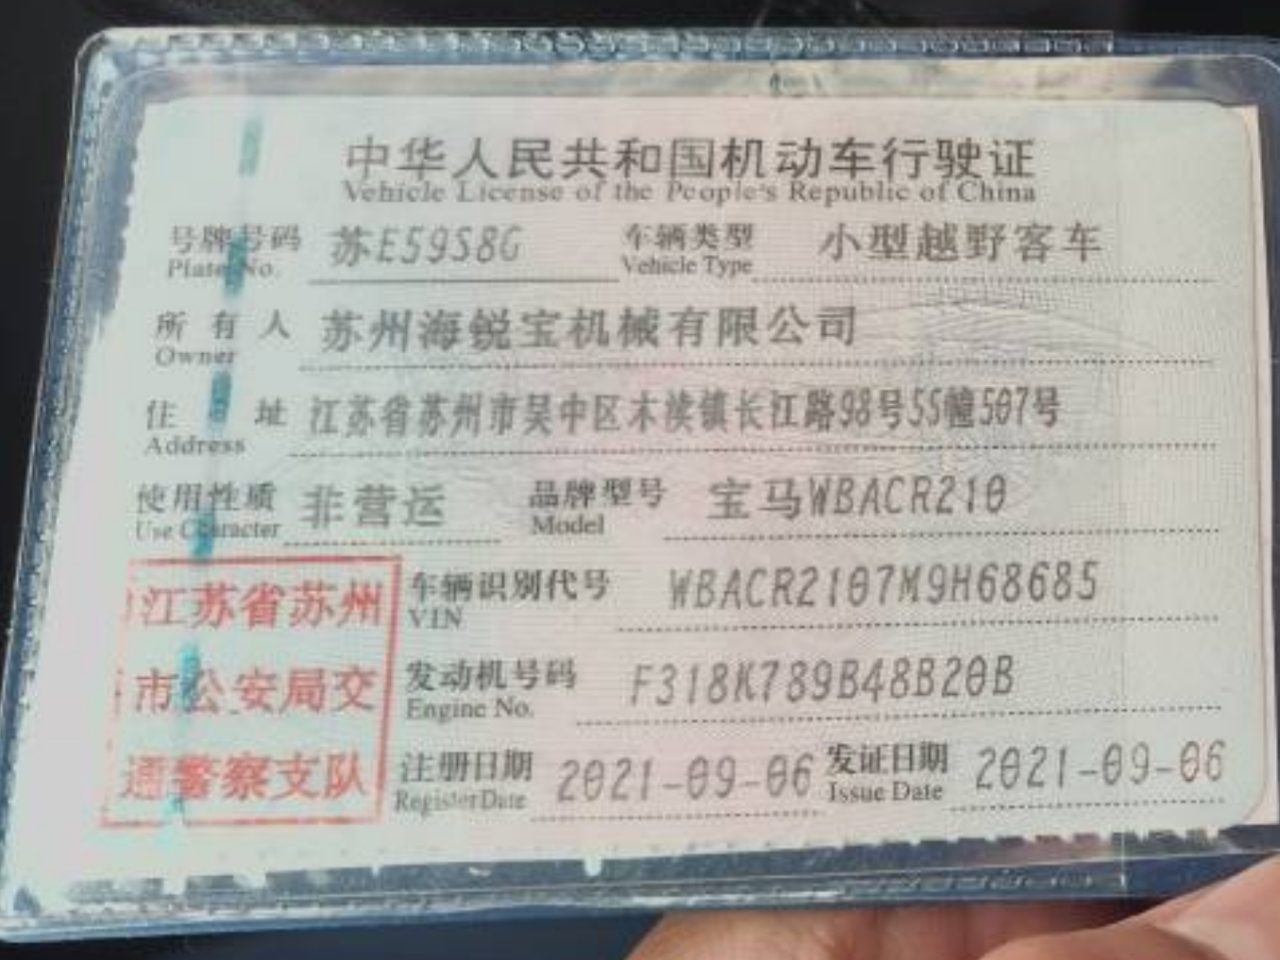 中华人民共和国机动车行驶证
Vehicle License of the People's Republic of China
号牌号码 苏E5958G 车辆类型 小型越野客车
Plate No. Vehicle Type
所有人 苏州海锐宝机械有限公司
Owner
住址 江苏省苏州市吴中区木渎镇长江路98号55幢507号
Address
使用性质 非营运 品牌型号 宝马WBACR210
Use Character Model
车辆识别代号 WBACR2107M9H68685
VIN
发动机号码 F318K789B48B20B
Engine No.
注册日期 2021-09-06 发证日期 2021-09-06
Register Date Issue Date
江苏省苏州
市公安局交
通警察支队